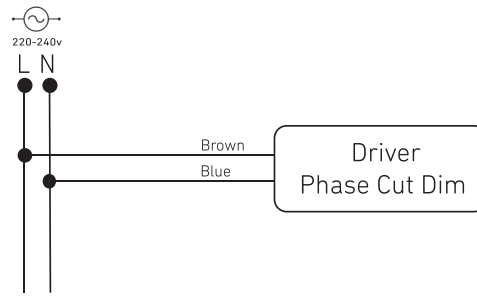 220-240v
L N
Brown
Blue
Driver
Phase Cut Dim